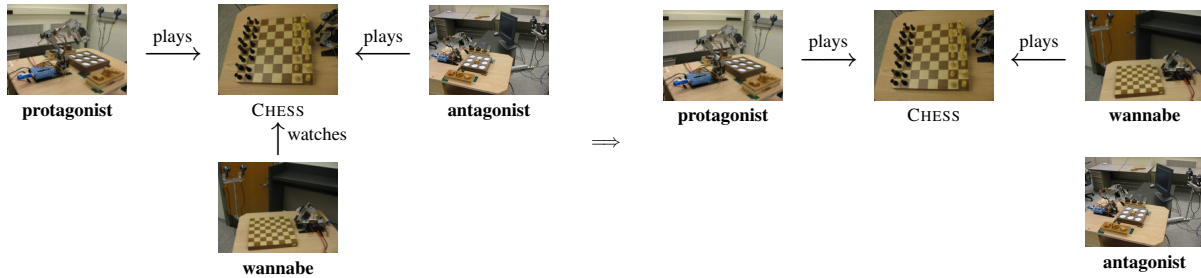 plays plays
protagonist CHESS antagonist
watches
wannabe
⟹
plays plays
protagonist CHESS wannabe
antagonist